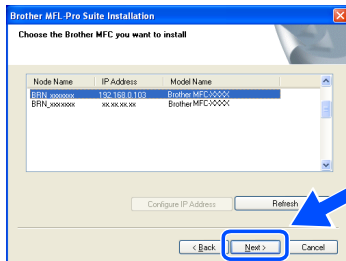 Brother MFL-Pro Suite Installation
Choose the Brother MFC you want to install
Node Name IP Address Model Name
BRN_xxxxxxx 192.168.0.103 Brother MFC-XXXX
BRN_xxxxxxx xx.xx.xx.xx Brother MFC-XXXX
Configure IP Address Refresh
< Back Next > Cancel